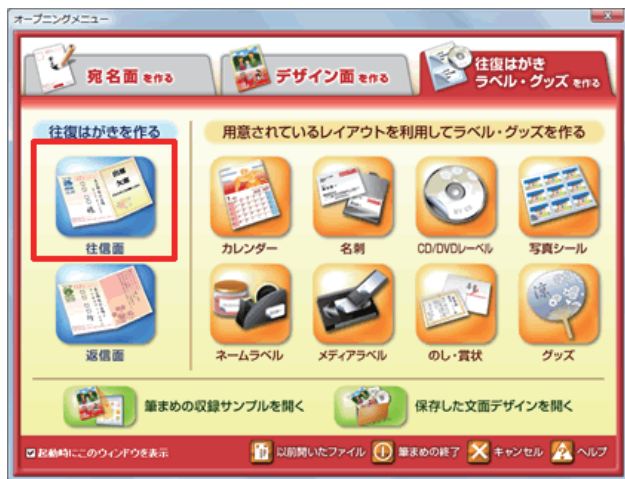 オープニングメニュー
宛名面 を作る
デザイン面 を作る
往復はがき
ラベル・グッズ を作る
往復はがきを作る
用意されているレイアウトを利用してラベル・グッズを作る
往信面
カレンダー
名刺
CD/DVDレーベル
写真シール
返信面
ネームラベル
メディアラベル
のし・賞状
グッズ
筆まめの収録サンプルを開く
保存した文面デザインを開く
起動時にこのウィンドウを表示
以前開いたファイル
筆まめの終了
キャンセル
ヘルプ